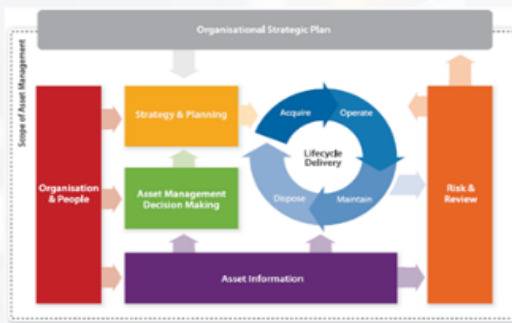 Organisational Strategic Plan
Scope of Asset Management
Strategy & Planning
Acquire
Operate
Lifecycle
Delivery
Organisation
& People
Asset Management
Decision Making
Dispose
Maintain
Risk &
Review
Asset Information